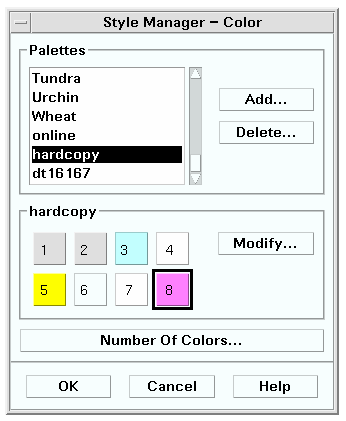 Style Manager – Color
Palettes
Tundra
Urchin
Wheat
online
hardcopy
dt16167
Add...
Delete...
hardcopy
1 2 3 4
5 6 7 8
Modify...
Number Of Colors...
OK Cancel Help